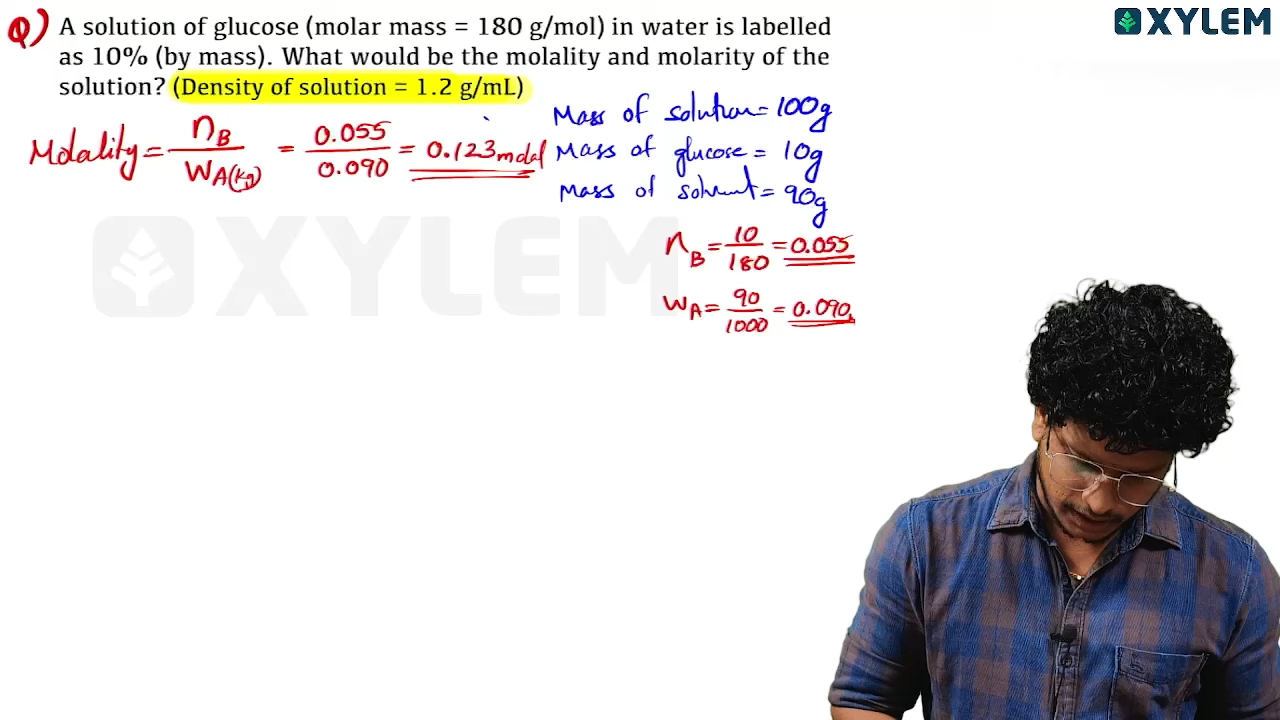 Q) A solution of glucose (molar mass = 180 g/mol) in water is labelled
as 10% (by mass). What would be the molality and molarity of the
solution? (Density of solution = 1.2 g/mL)
XYLEM
Mass of solution = 100g
Mass of glucose = 10g
Mass of solvent = 90g
Molality = nB / WA(kg) = 0.055 / 0.090 = 0.123 molal
nB = 10 / 180 = 0.055
WA = 90 / 1000 = 0.090
XYLEM